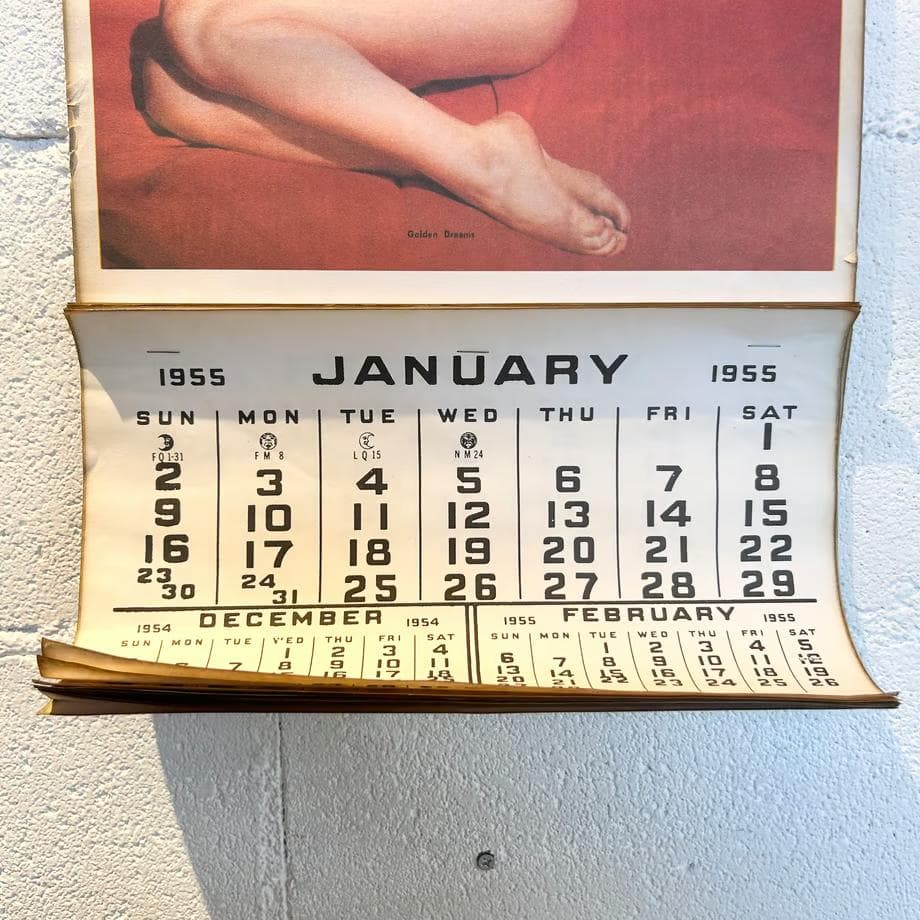 Golden Dreams
1955 JANUARY 1955
SUN MON TUE WED THU FRI SAT
1
FQ 1-31 FM 8 LQ 15 NM 24
2 3 4 5 6 7 8
9 10 11 12 13 14 15
16 17 18 19 20 21 22
23 30 24 31 25 26 27 28 29
1954 DECEMBER 1954 1955 FEBRUARY 1955
SUN MON TUE WED THU FRI SAT SUN MON TUE WED THU FRI SAT
1 2 3 4 1 2 3 4 5
7 8 9 10 11 6 7 8 9 10 11
16 17 18 13 14 15 16 17 18 19
22 23 24 25 26